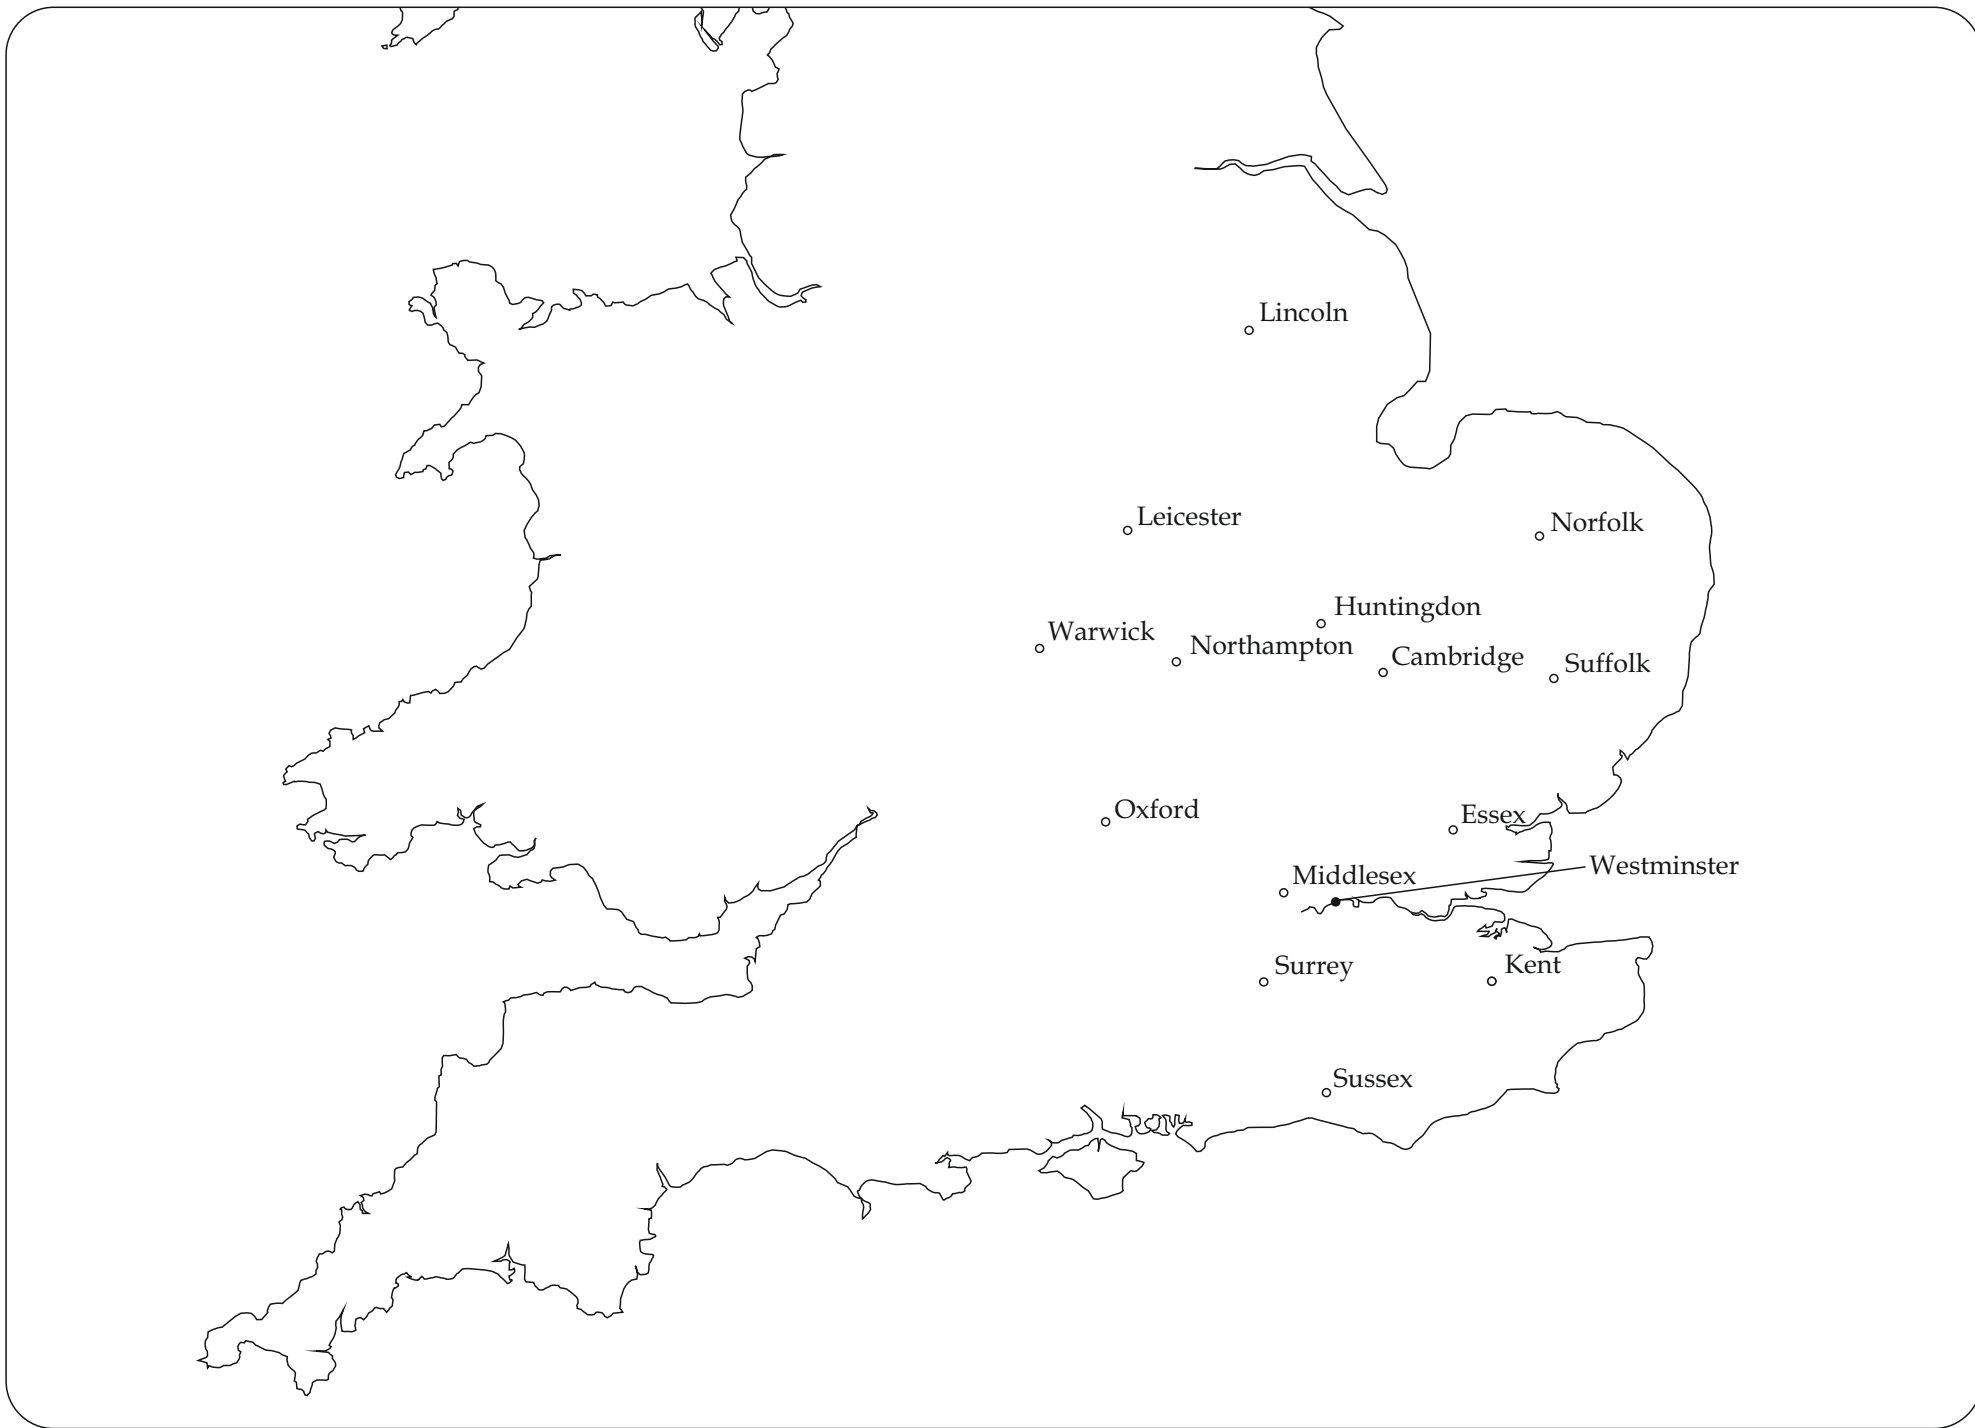 Lincoln
Leicester
Norfolk
Huntingdon
Warwick
Northampton
Cambridge
Suffolk
Oxford
Essex
Westminster
Middlesex
Surrey
Kent
Sussex